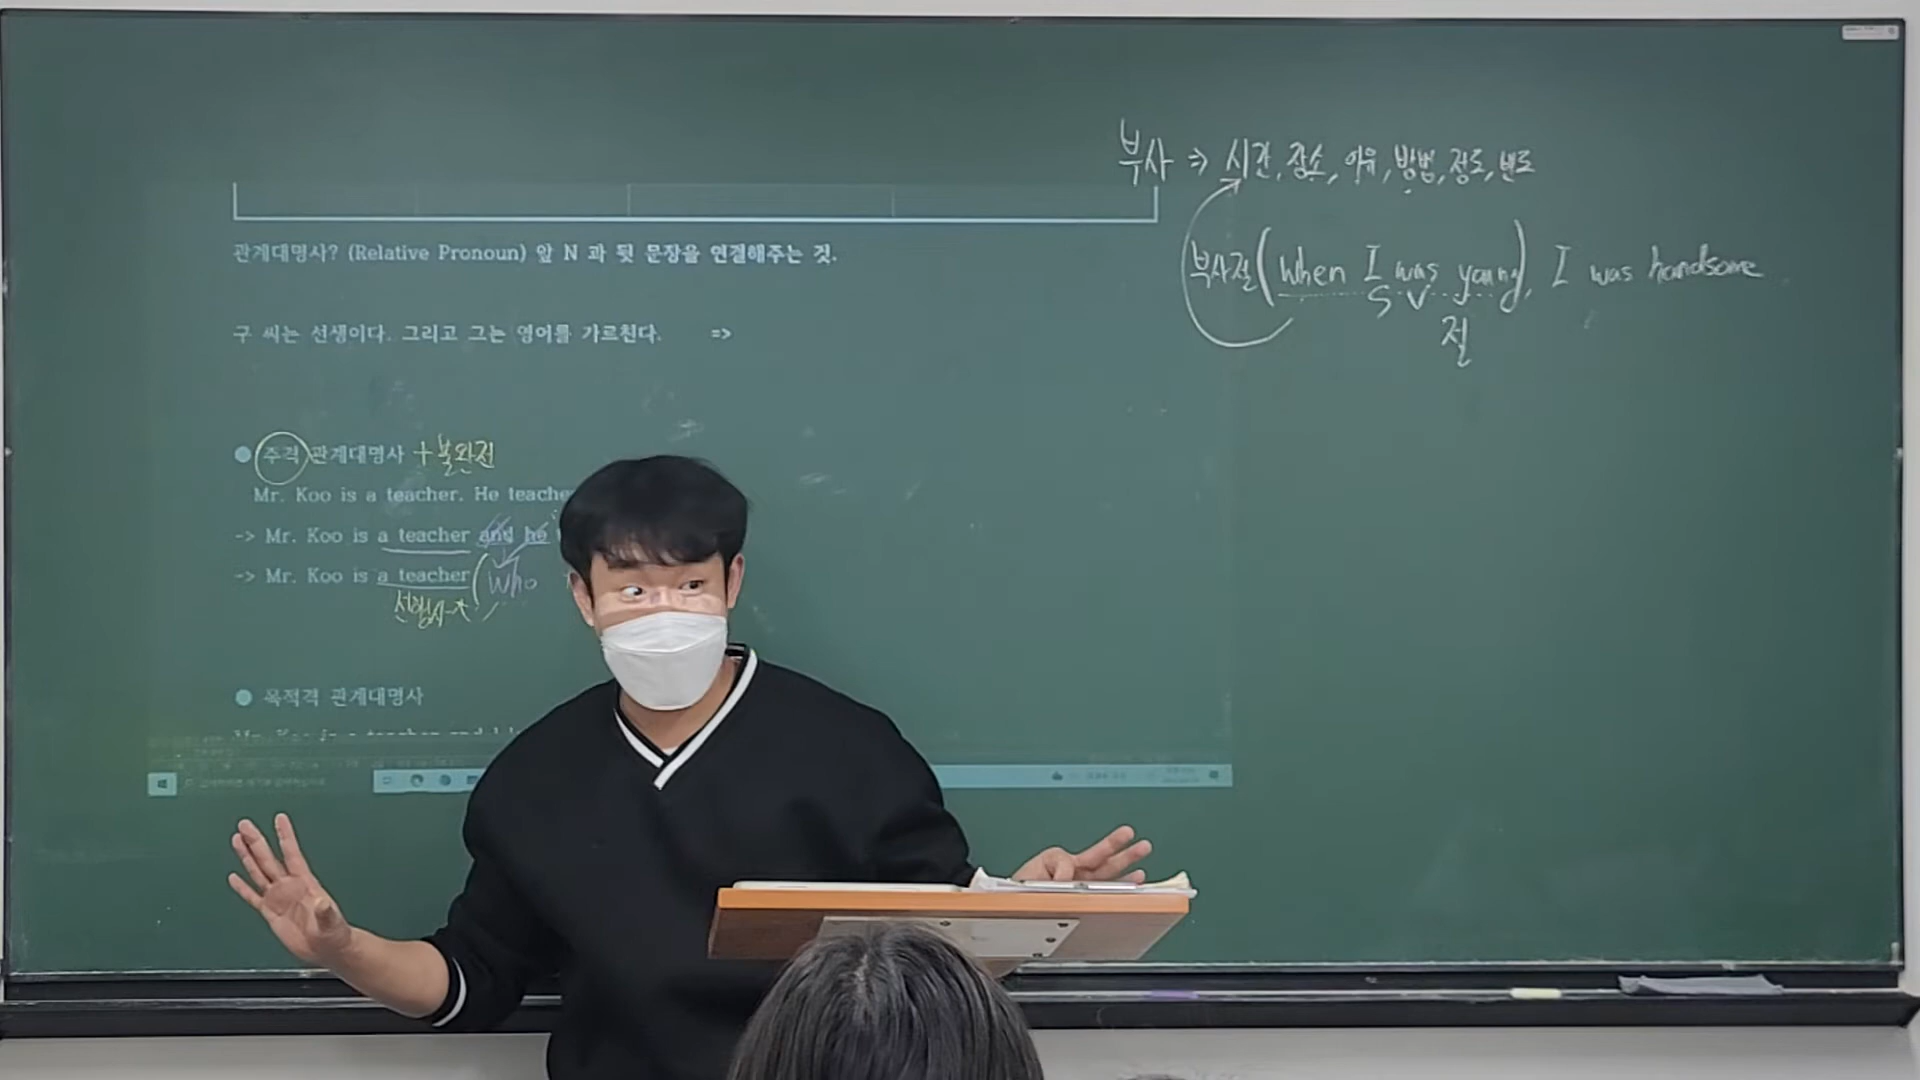 관계대명사? (Relative Pronoun) 앞 N 과 뒷 문장을 연결해주는 것.
구 씨는 선생이다. 그리고 그는 영어를 가르친다. =>
● 주격 관계대명사 + 불완전
Mr. Koo is a teacher. He teache
-> Mr. Koo is a teacher and he
-> Mr. Koo is a teacher (who
선행사
● 목적격 관계대명사
부사 => 시간, 장소, 이유, 방법, 정도, 빈도
부사절 (when I was young), I was handsome
S V
절